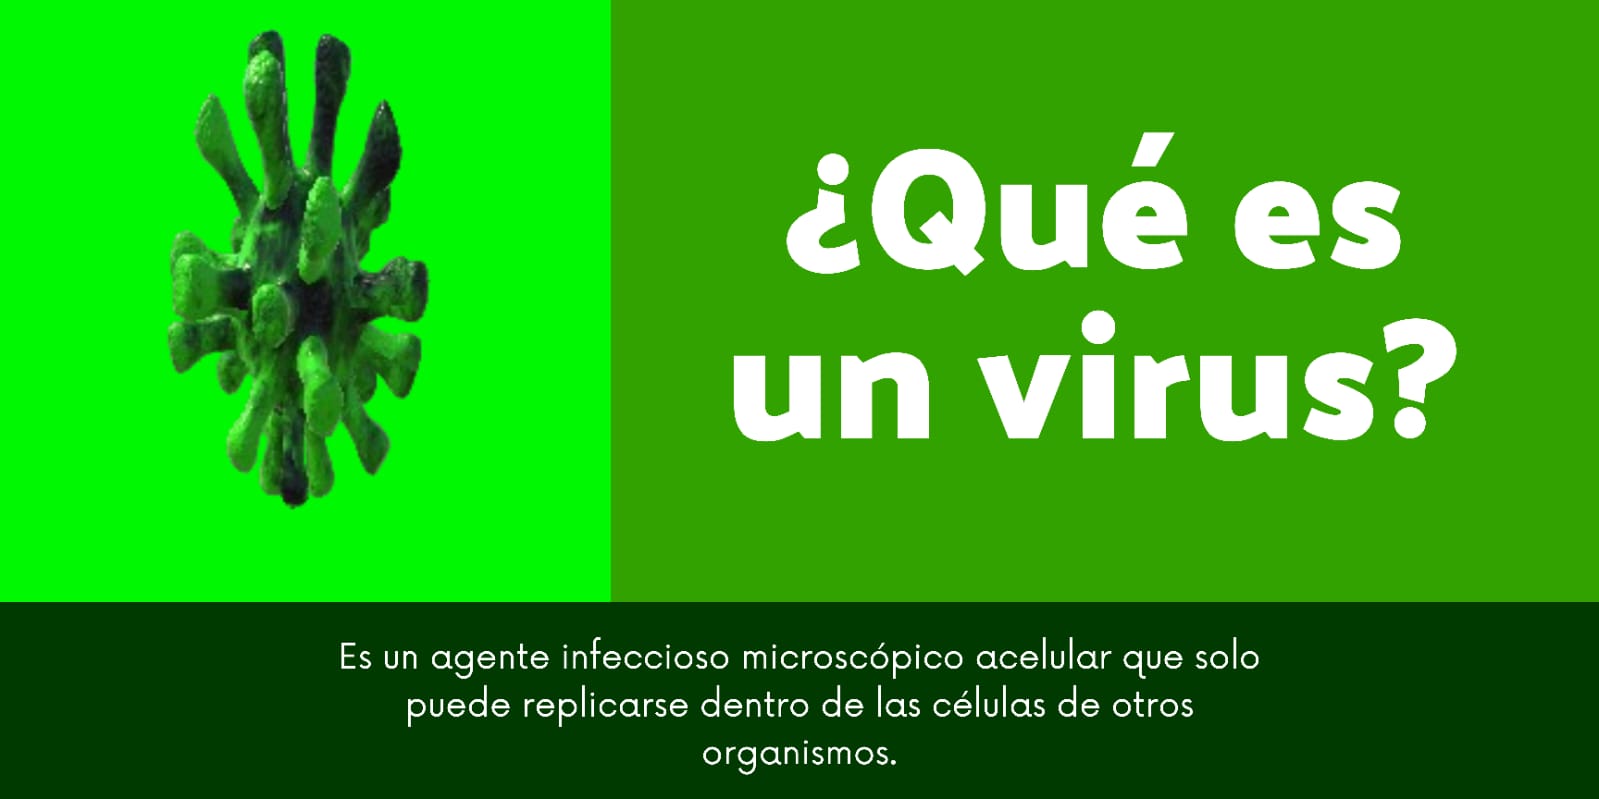 ¿Qué es
un virus?
Es un agente infeccioso microscópico acelular que solo
puede replicarse dentro de las células de otros
organismos.